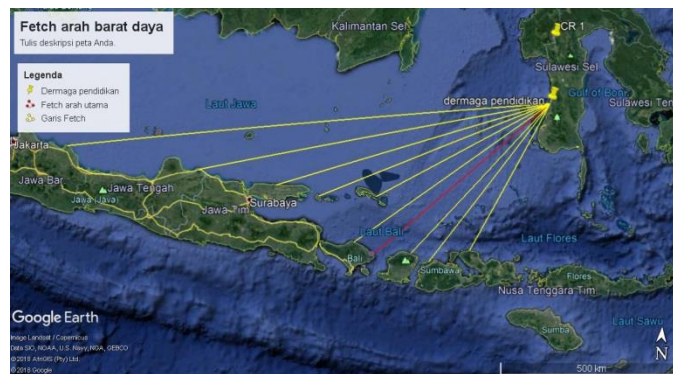 Fetch arah barat daya
Tulis deskripsi peta Anda.
Legenda
Dermaga pendidikan
Fetch arah utama
Garis Fetch
Kalimantan Sel
CR 1
Sulawesi Sel
Gulf of Bone
Sulawesi Ten
dermaga pendidikan
Laut Jawa
Jakarta
Jawa Bar
Jawa Tengah
Jawa (Java)
Jawa Tim
Surabaya
Laut Bali
Bali
Sumbawa
Laut Flores
Flores
Nusa Tenggara Tim
Sumba
Laut Sawu
Google Earth
Image Landsat / Copernicus
Data SIO, NOAA, U.S. Navy, NGA, GEBCO
© 2018 AfriGIS (Pty) Ltd.
© 2018 Google
N
500 km